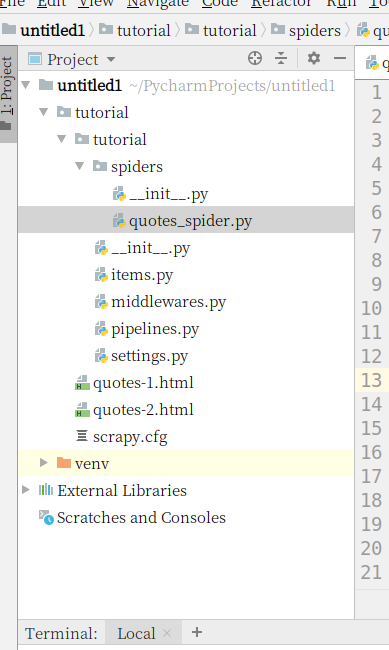 File Edit View Navigate Code Refactor Run
untitled1 tutorial tutorial spiders
1: Project
Project
untitled1 ~/PycharmProjects/untitled1
tutorial
tutorial
spiders
__init__.py
quotes_spider.py
__init__.py
items.py
middlewares.py
pipelines.py
settings.py
quotes-1.html
quotes-2.html
scrapy.cfg
venv
External Libraries
Scratches and Consoles
1
2
3
4
5
6
7
8
9
10
11
12
13
14
15
16
17
18
19
20
21
Terminal: Local × +